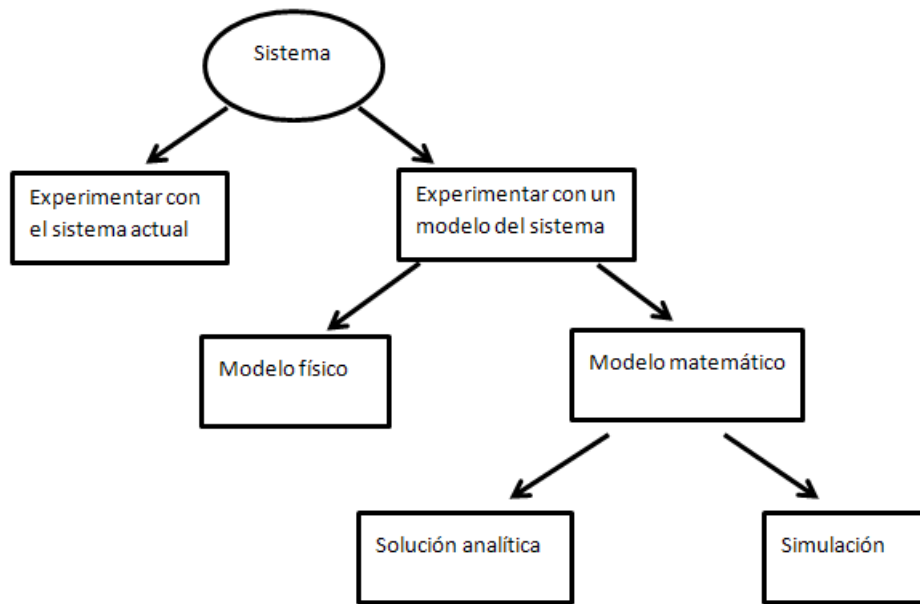 Sistema
Experimentar con
el sistema actual
Experimentar con un
modelo del sistema
Modelo físico
Modelo matemático
Solución analítica
Simulación